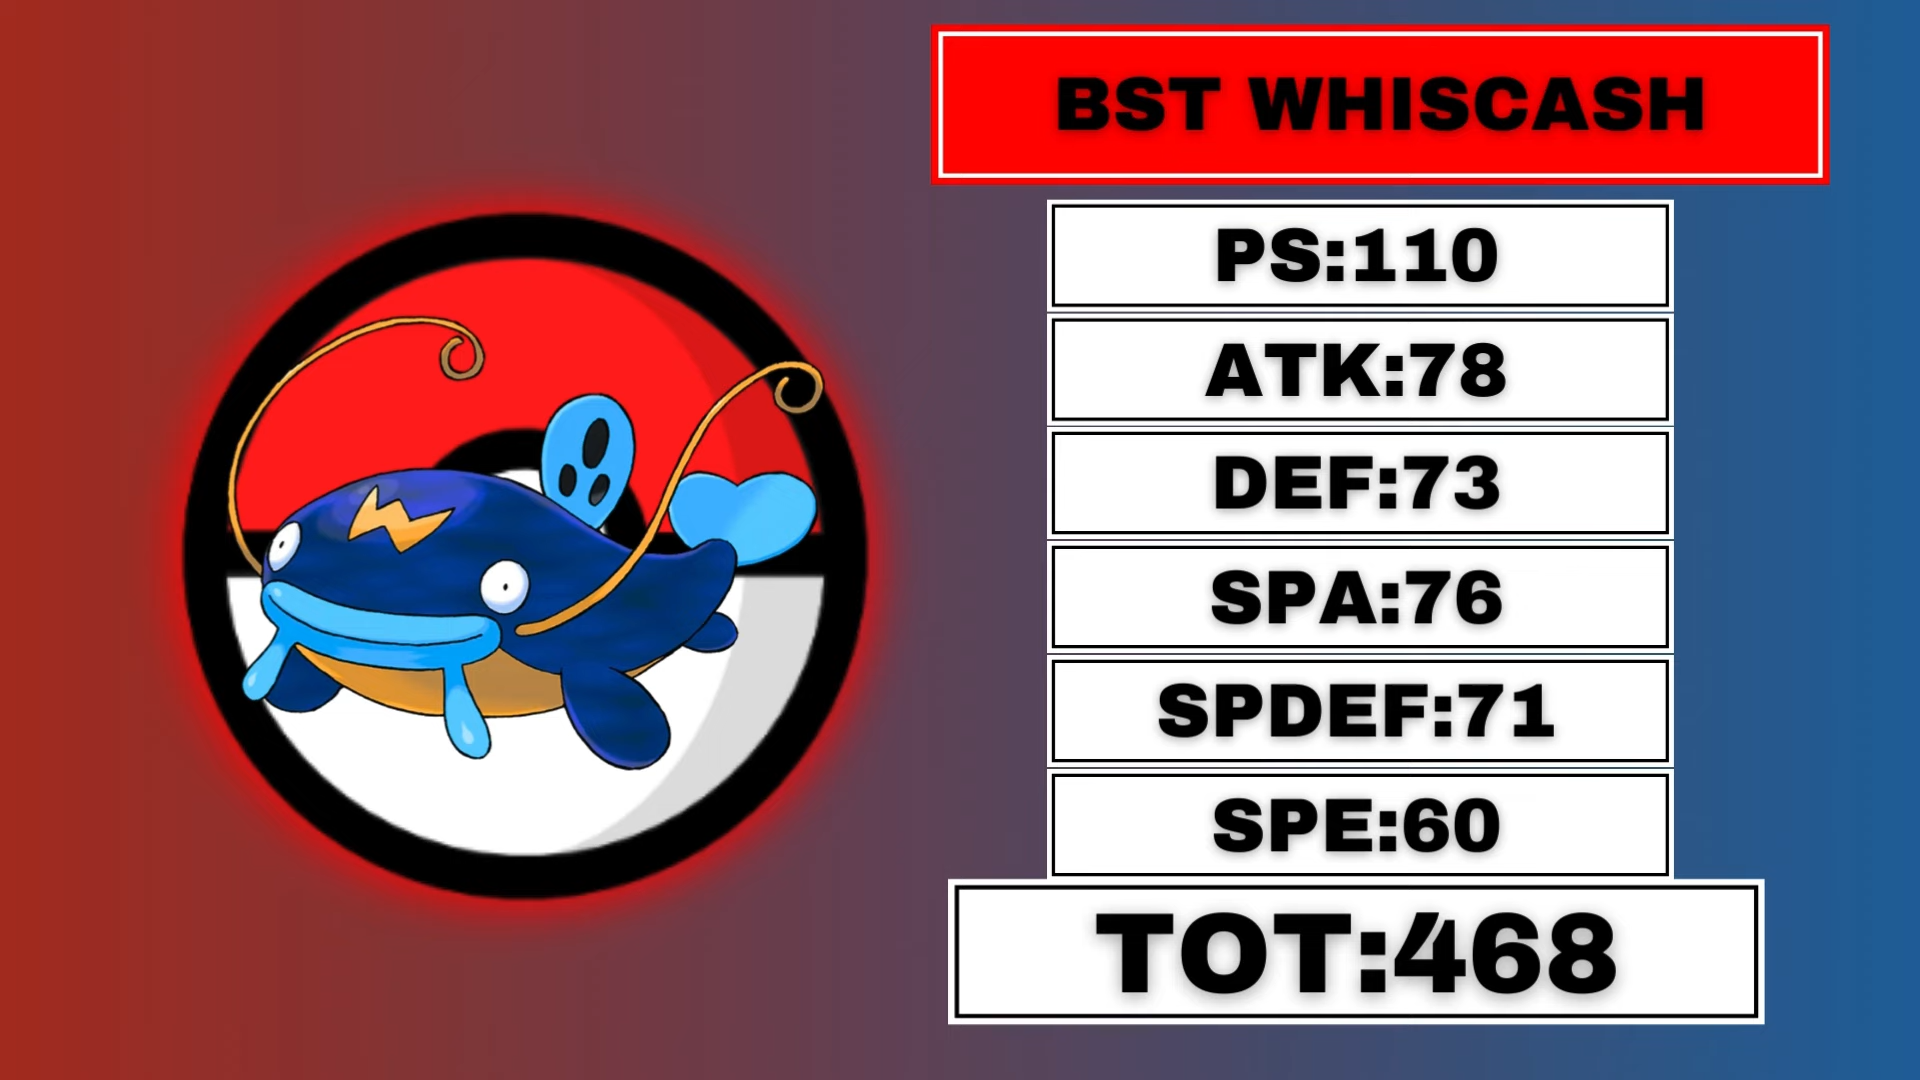 BST WHISCASH
PS:110
ATK:78
DEF:73
SPA:76
SPDEF:71
SPE:60
TOT:468